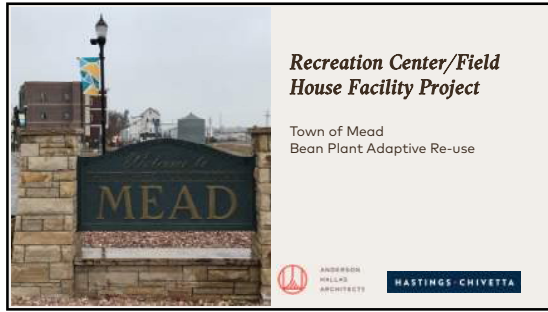 Welcome to
MEAD
Recreation Center/Field
House Facility Project
Town of Mead
Bean Plant Adaptive Re-use
ANDERSON
HALLAS
ARCHITECTS
HASTINGS+CHIVETTA